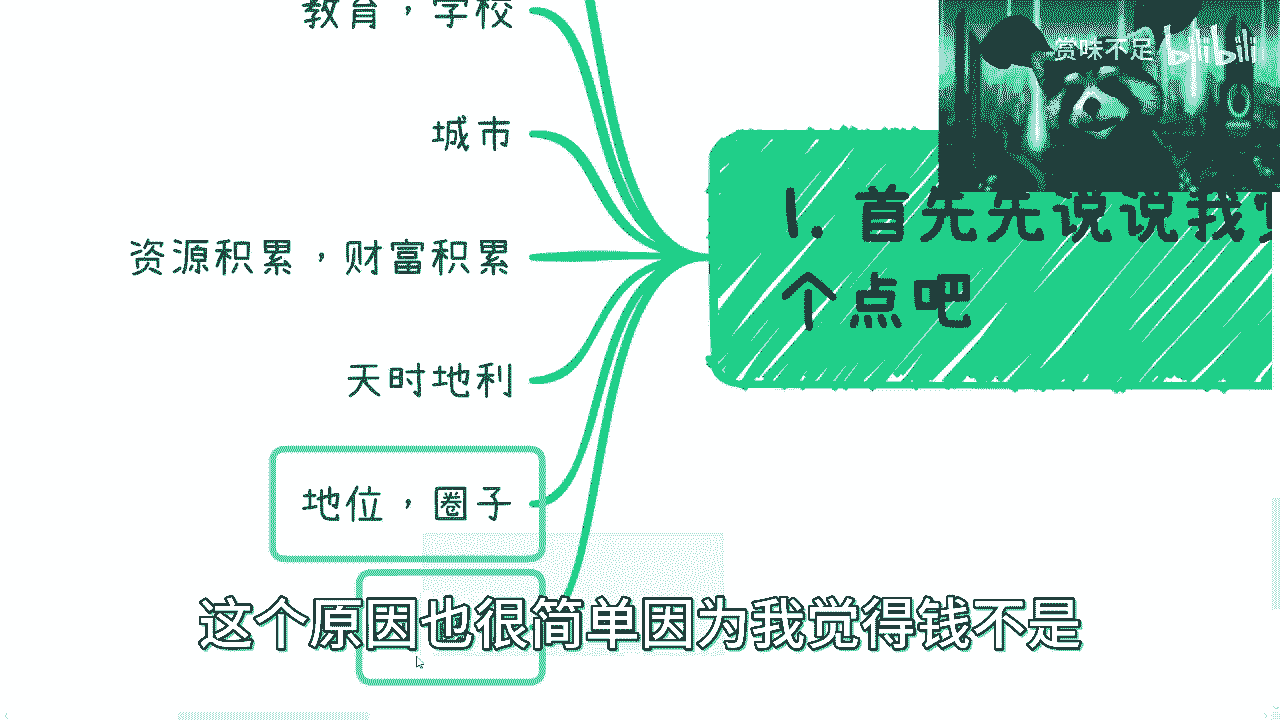 教育，学校
赏味不足 bilibili
城市
1. 首先先说说我
个点吧
资源积累，财富积累
天时地利
地位，圈子
这个原因也很简单因为我觉得钱不是